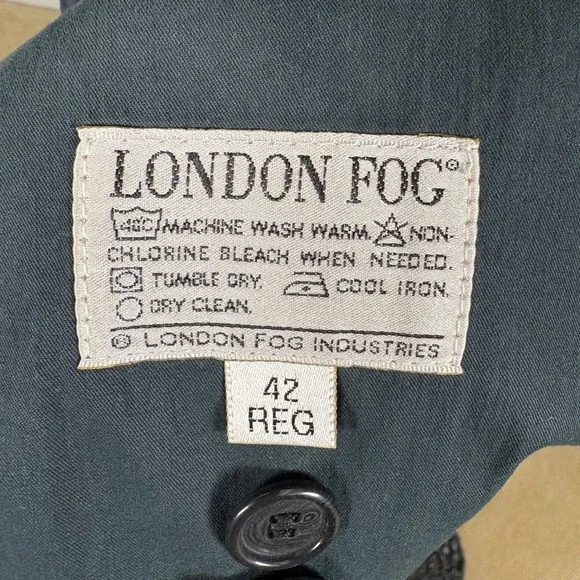 LONDON FOG®
40C MACHINE WASH WARM. NON-
CHLORINE BLEACH WHEN NEEDED.
TUMBLE DRY. COOL IRON.
DRY CLEAN.
® LONDON FOG INDUSTRIES
42
REG